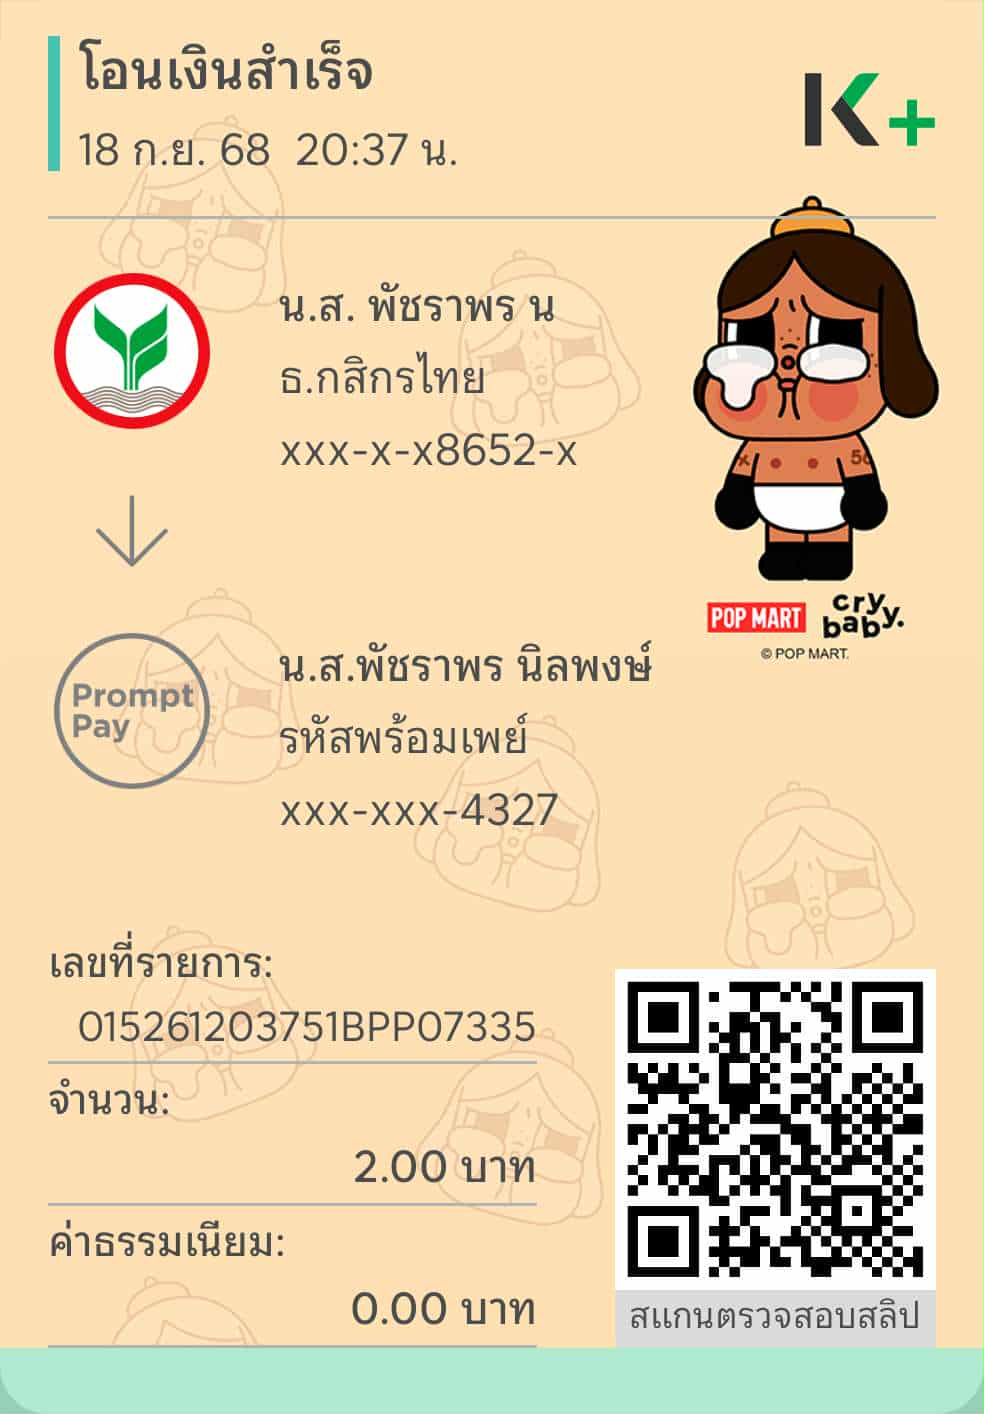 โอนเงินสำเร็จ
18 ก.ย. 68 20:37 น.
K+
น.ส. พัชราพร น
ธ.กสิกรไทย
xxx-x-x8652-x
56
POP MART
cry baby.
© POP MART.
Prompt Pay
น.ส.พัชราพร นิลพงษ์
รหัสพร้อมเพย์
xxx-xxx-4327
เลขที่รายการ:
015261203751BPP07335
จำนวน:
2.00 บาท
ค่าธรรมเนียม:
0.00 บาท
สแกนตรวจสอบสลิป